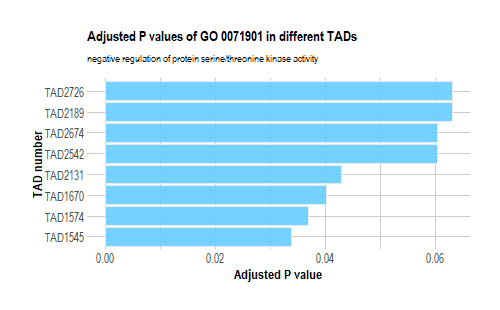 Adjusted P values of GO 0071901 in different TADs
negative regulation of protein serine/threonine kinase activity
TAD number
TAD2726
TAD2189
TAD2674
TAD2542
TAD2131
TAD1670
TAD1574
TAD1545
0.00 0.02 0.04 0.06
Adjusted P value